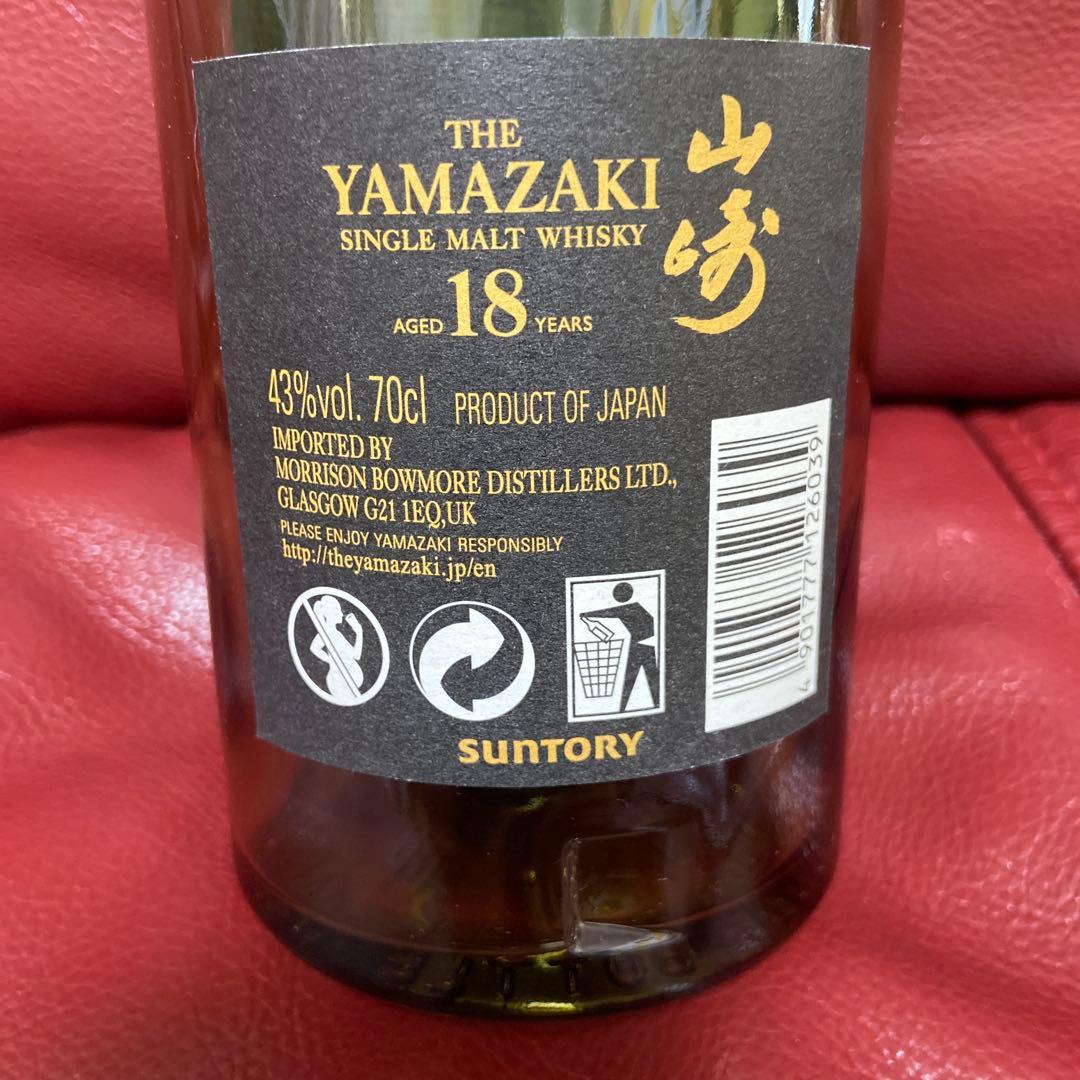 THE
YAMAZAKI
SINGLE MALT WHISKY
山崎
AGED 18 YEARS
43%vol. 70cl PRODUCT OF JAPAN
IMPORTED BY
MORRISON BOWMORE DISTILLERS LTD.,
GLASGOW G21 1EQ,UK
PLEASE ENJOY YAMAZAKI RESPONSIBLY
http://theyamazaki.jp/en
4 901777 126039
SUNTORY